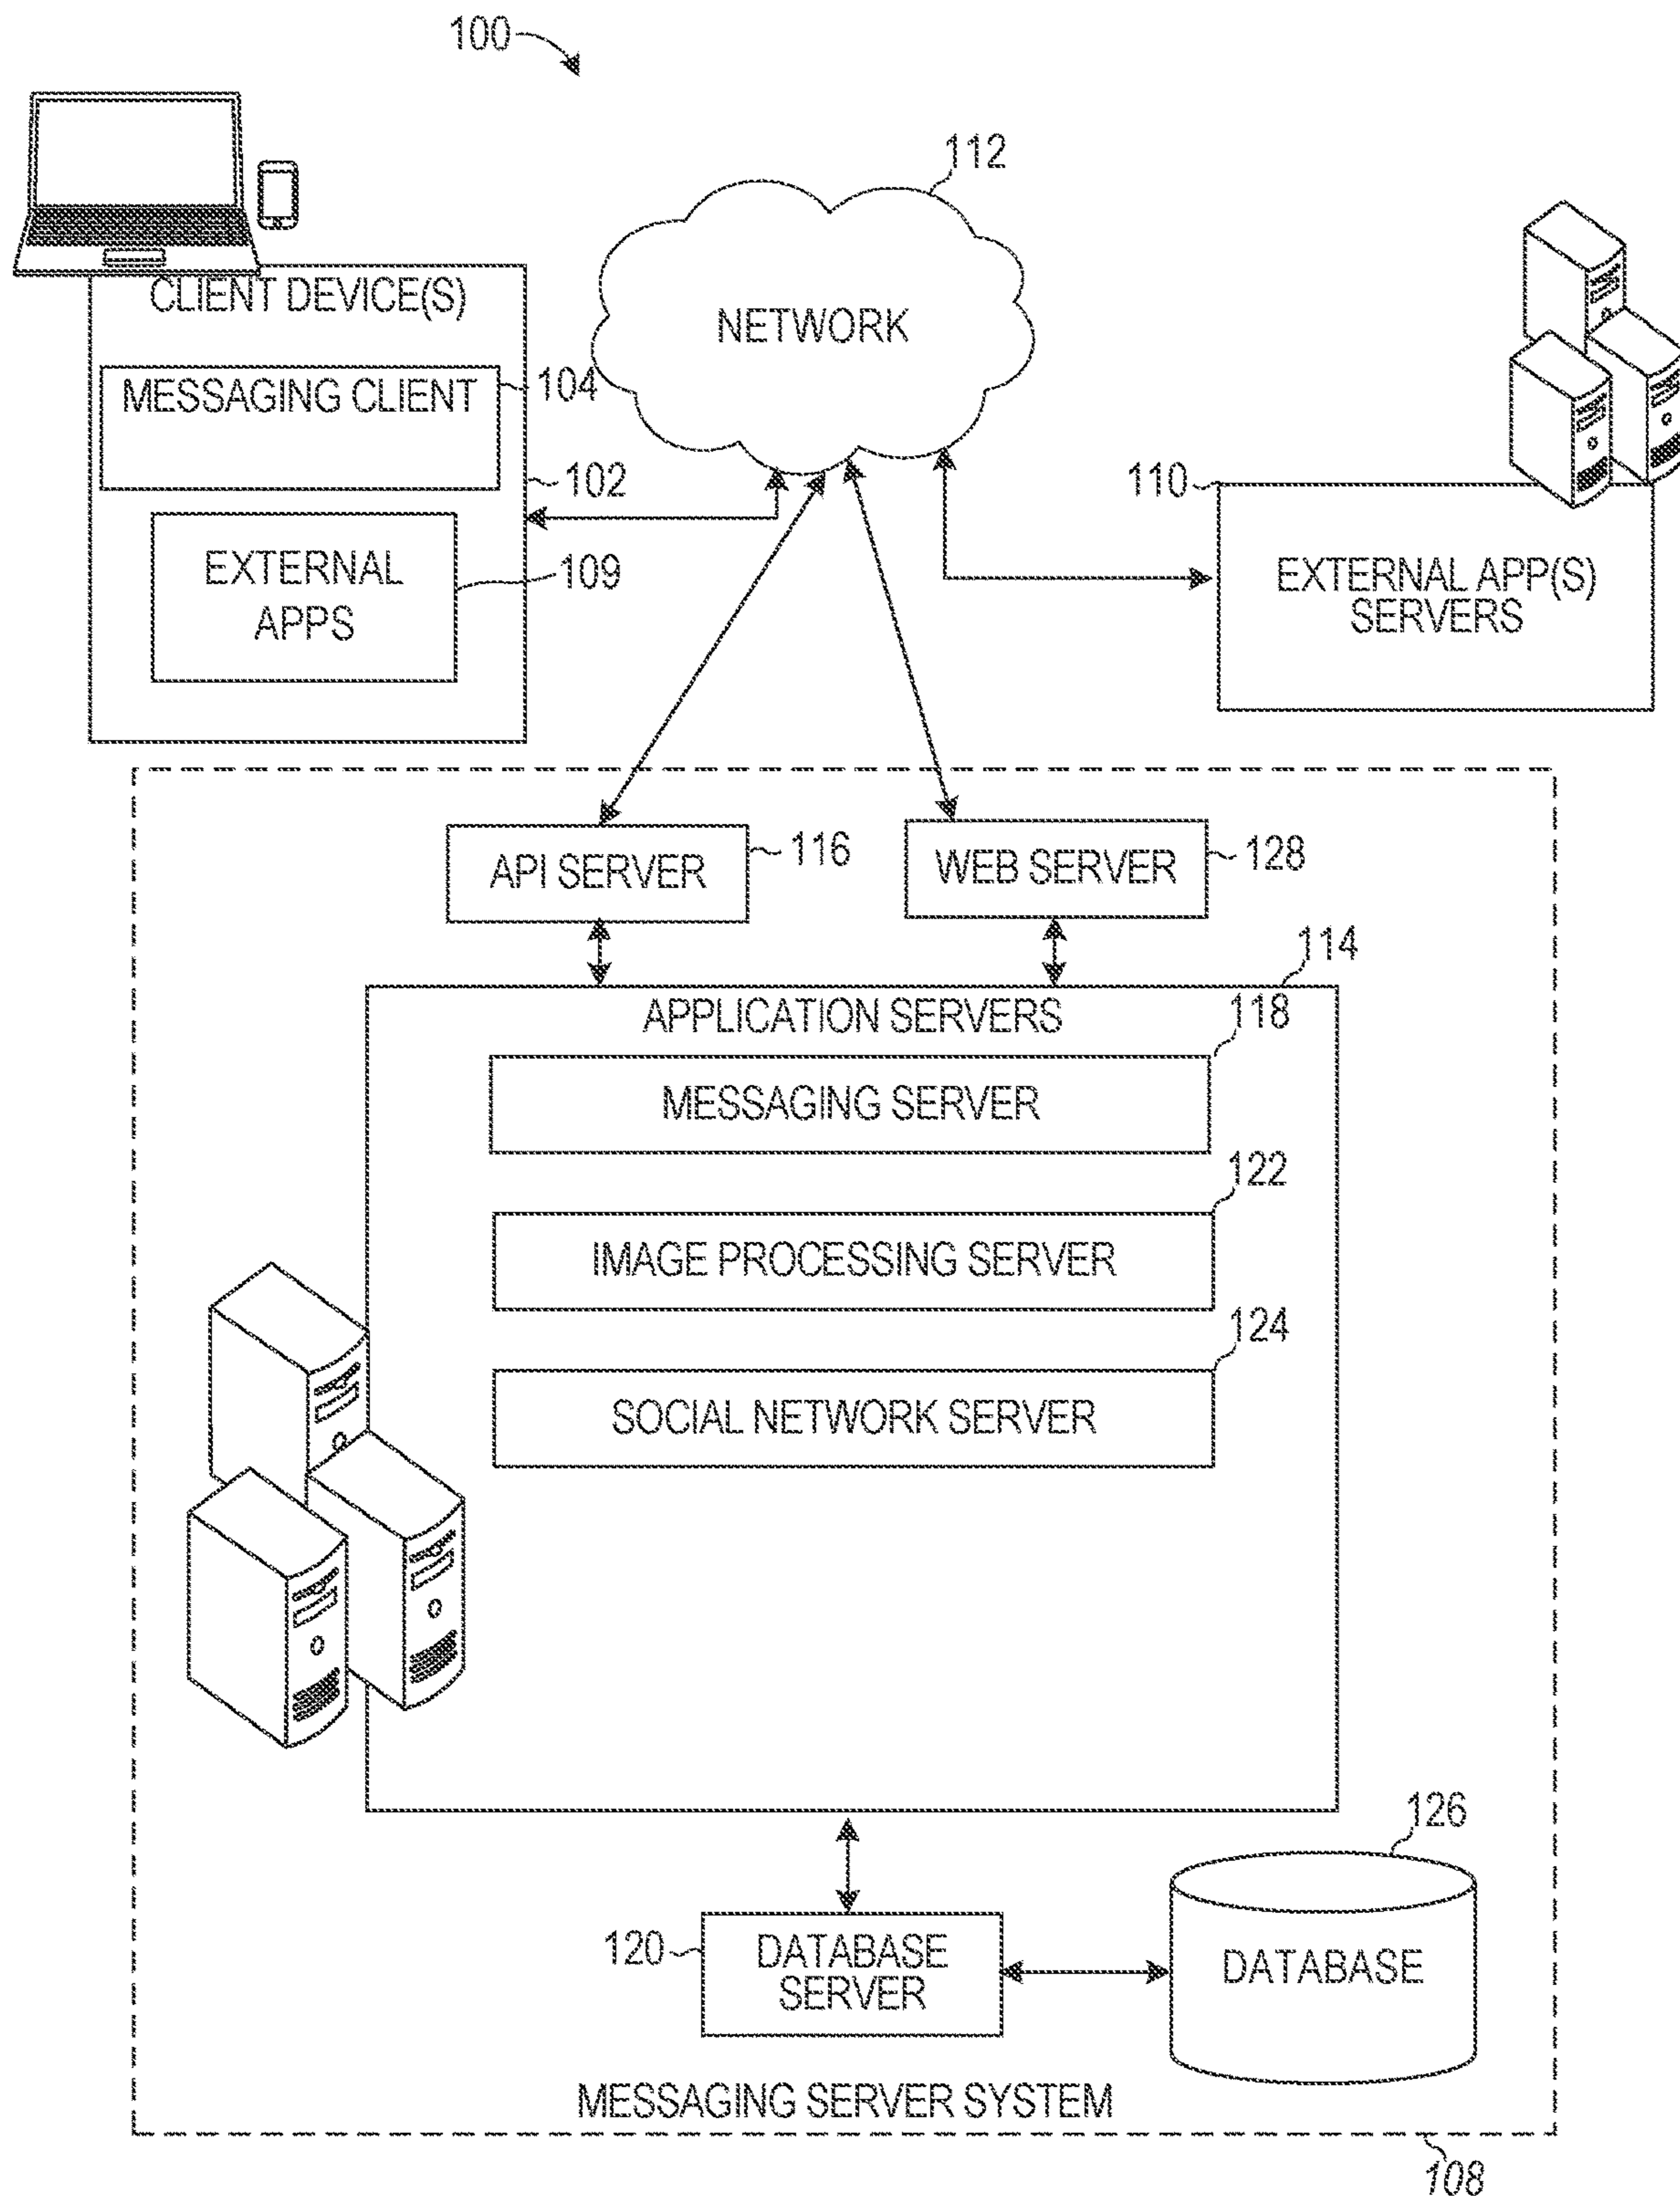 100
112
CLIENT DEVICE(S)
NETWORK
MESSAGING CLIENT
104
102
110
EXTERNAL
APPS
109
EXTERNAL APP(S)
SERVERS
API SERVER
116
WEB SERVER
128
114
APPLICATION SERVERS
118
MESSAGING SERVER
122
IMAGE PROCESSING SERVER
124
SOCIAL NETWORK SERVER
126
120
DATABASE
SERVER
DATABASE
MESSAGING SERVER SYSTEM
108